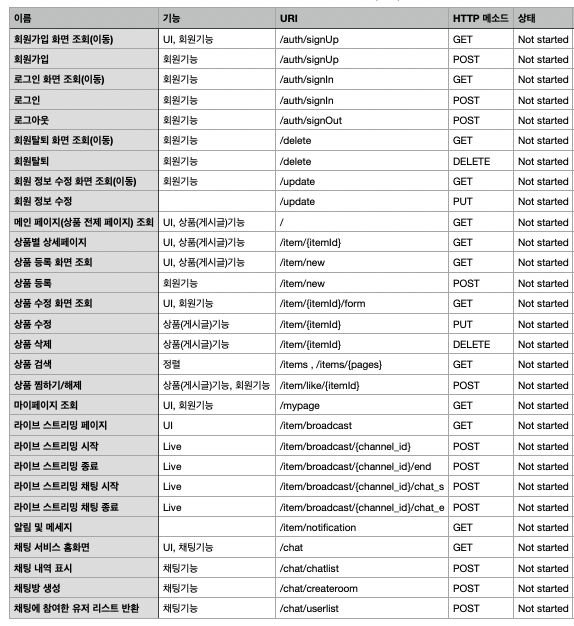 이름 기능 URI HTTP 메소드 상태
회원가입 화면 조회(이동) UI, 회원기능 /auth/signUp GET Not started
회원가입 회원기능 /auth/signUp POST Not started
로그인 화면 조회(이동) 회원기능 /auth/signIn GET Not started
로그인 회원기능 /auth/signIn POST Not started
로그아웃 회원기능 /auth/signOut POST Not started
회원탈퇴 화면 조회(이동) 회원기능 /delete GET Not started
회원탈퇴 회원기능 /delete DELETE Not started
회원 정보 수정 화면 조회(이동) 회원기능 /update GET Not started
회원 정보 수정 /update PUT Not started
메인 페이지(상품 전제 페이지) 조회 UI, 상품(게시글)기능 / GET Not started
상품별 상세페이지 UI, 상품(게시글)기능 /item/{itemId} GET Not started
상품 등록 화면 조회 UI, 상품(게시글)기능 /item/new GET Not started
상품 등록 회원기능 /item/new POST Not started
상품 수정 화면 조회 UI, 회원기능 /item/{itemId}/form GET Not started
상품 수정 상품(게시글)기능 /item/{itemId} PUT Not started
상품 삭제 상품(게시글)기능 /item/{itemId} DELETE Not started
상품 검색 정렬 /items , /items/{pages} GET Not started
상품 찜하기/해제 상품(게시글)기능, 회원기능 /item/like/{itemId} POST Not started
마이페이지 조회 UI, 회원기능 /mypage GET Not started
라이브 스트리밍 페이지 UI /item/broadcast GET Not started
라이브 스트리밍 시작 Live /item/broadcast/{channel_id} POST Not started
라이브 스트리밍 종료 Live /item/broadcast/{channel_id}/end POST Not started
라이브 스트리밍 채팅 시작 Live /item/broadcast/{channel_id}/chat_s POST Not started
라이브 스트리밍 채팅 종료 Live /item/broadcast/{channel_id}/chat_e POST Not started
알림 및 메세지 /item/notification GET Not started
채팅 서비스 홈화면 UI, 채팅기능 /chat GET Not started
채팅 내역 표시 채팅기능 /chat/chatlist POST Not started
채팅방 생성 채팅기능 /chat/createroom POST Not started
채팅에 참여한 유저 리스트 반환 채팅기능 /chat/userlist POST Not started